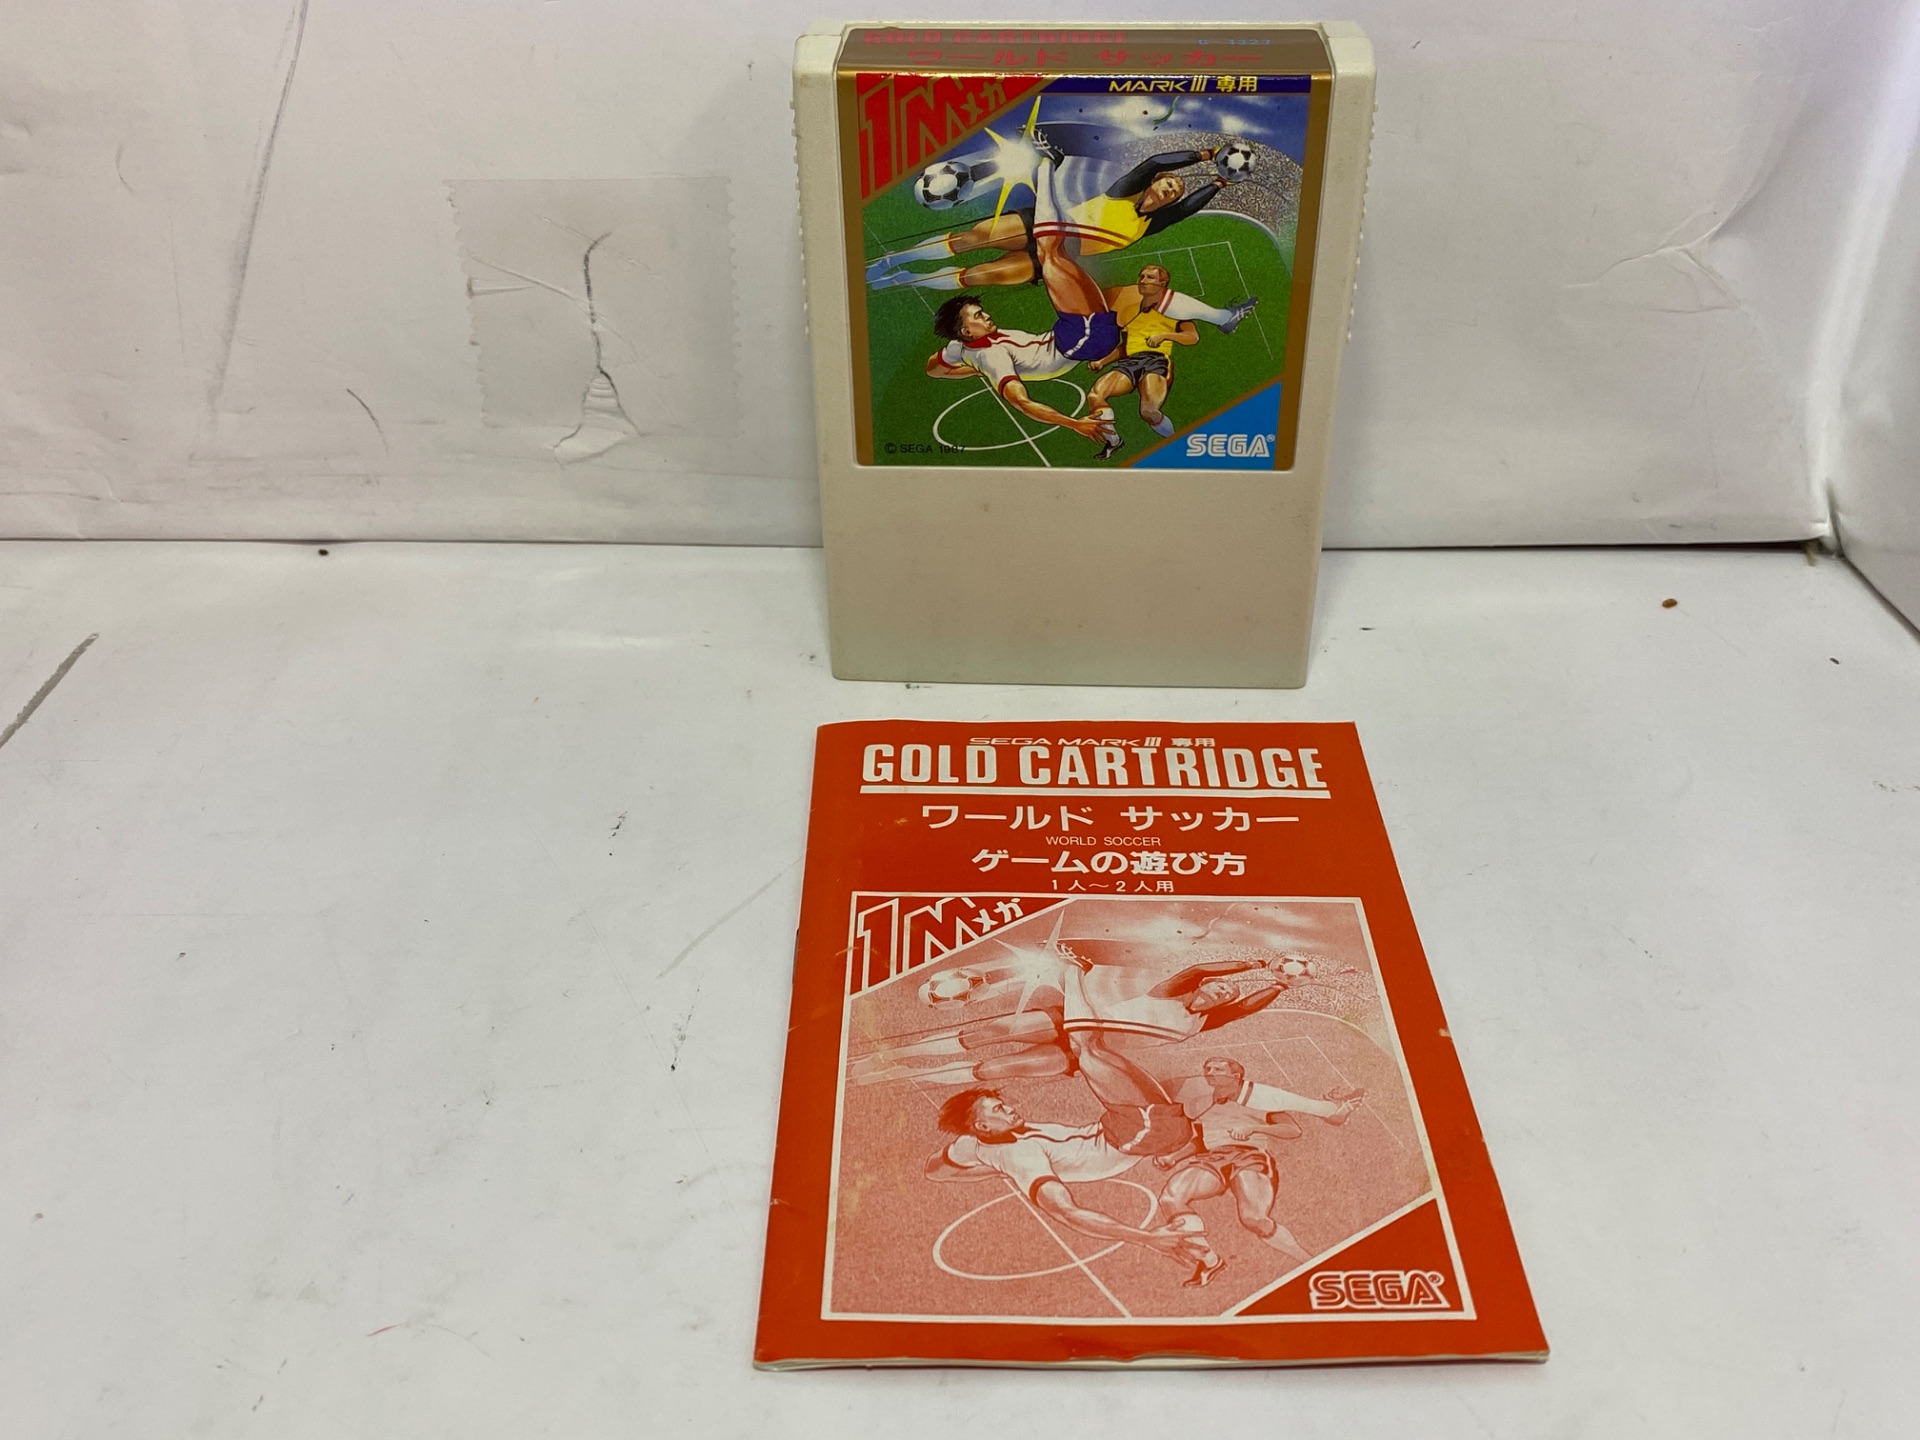 GOLD CARTRIDGE G-1327
ワールド サッカー
MARK III 専用
1Mメガ
© SEGA 1987
SEGA®
SEGA MARK III 専用
GOLD CARTRIDGE
ワールド サッカー
WORLD SOCCER
ゲームの遊び方
1人〜2人用
1Mメガ
SEGA®